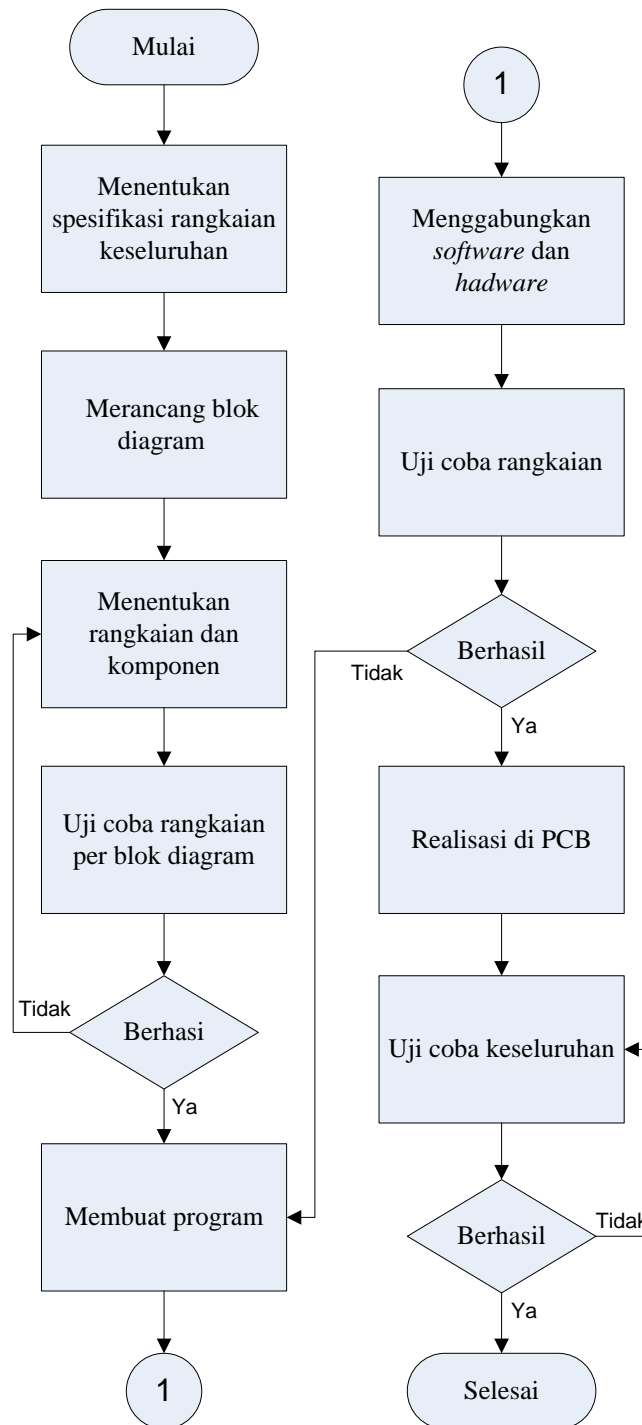 Mulai
Menentukan
spesifikasi rangkaian
keseluruhan
Merancang blok
diagram
Menentukan
rangkaian dan
komponen
Uji coba rangkaian
per blok diagram
Tidak
Berhasi
Ya
Membuat program
1
1
Menggabungkan
software dan
hadware
Uji coba rangkaian
Berhasil
Tidak
Ya
Realisasi di PCB
Uji coba keseluruhan
Berhasil
Tidak
Ya
Selesai